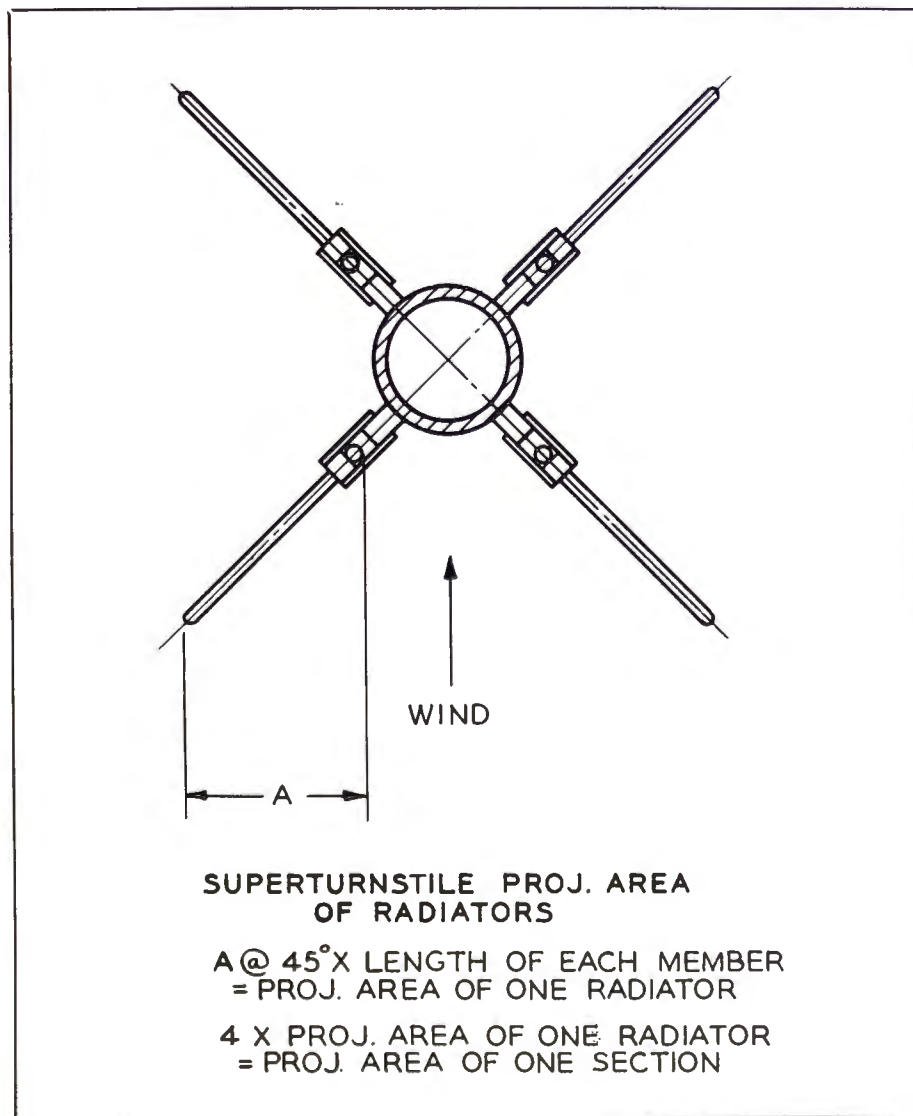 WIND
A
SUPERTURNSTILE PROJ. AREA
OF RADIATORS
A @ 45° X LENGTH OF EACH MEMBER
= PROJ. AREA OF ONE RADIATOR
4 X PROJ. AREA OF ONE RADIATOR
= PROJ. AREA OF ONE SECTION